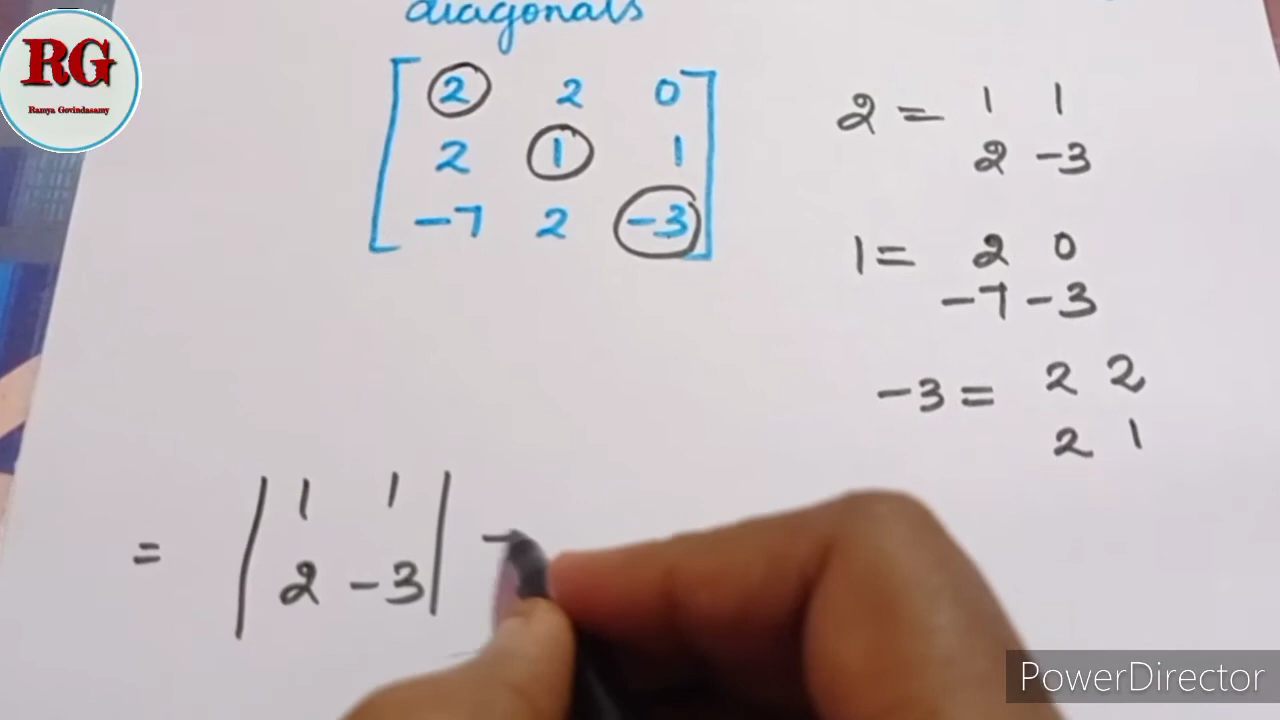 RG
Ramya Govindasamy
diagonals
2 2 0
2 1 1
-7 2 -3
2 = 1 1
2 -3
1 = 2 0
-7 -3
-3 = 2 2
2 1
= | 1 1 | -
2 -3
PowerDirector